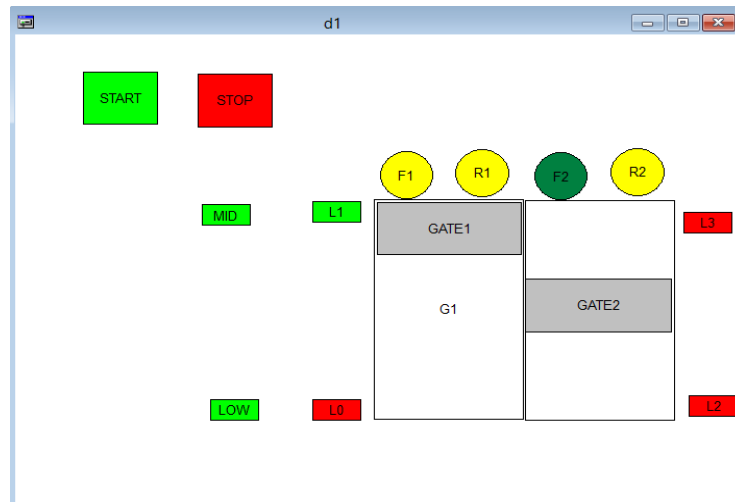 d1
START
STOP
F1
R1
F2
R2
MID
L1
GATE1
L3
G1
GATE2
LOW
L0
L2